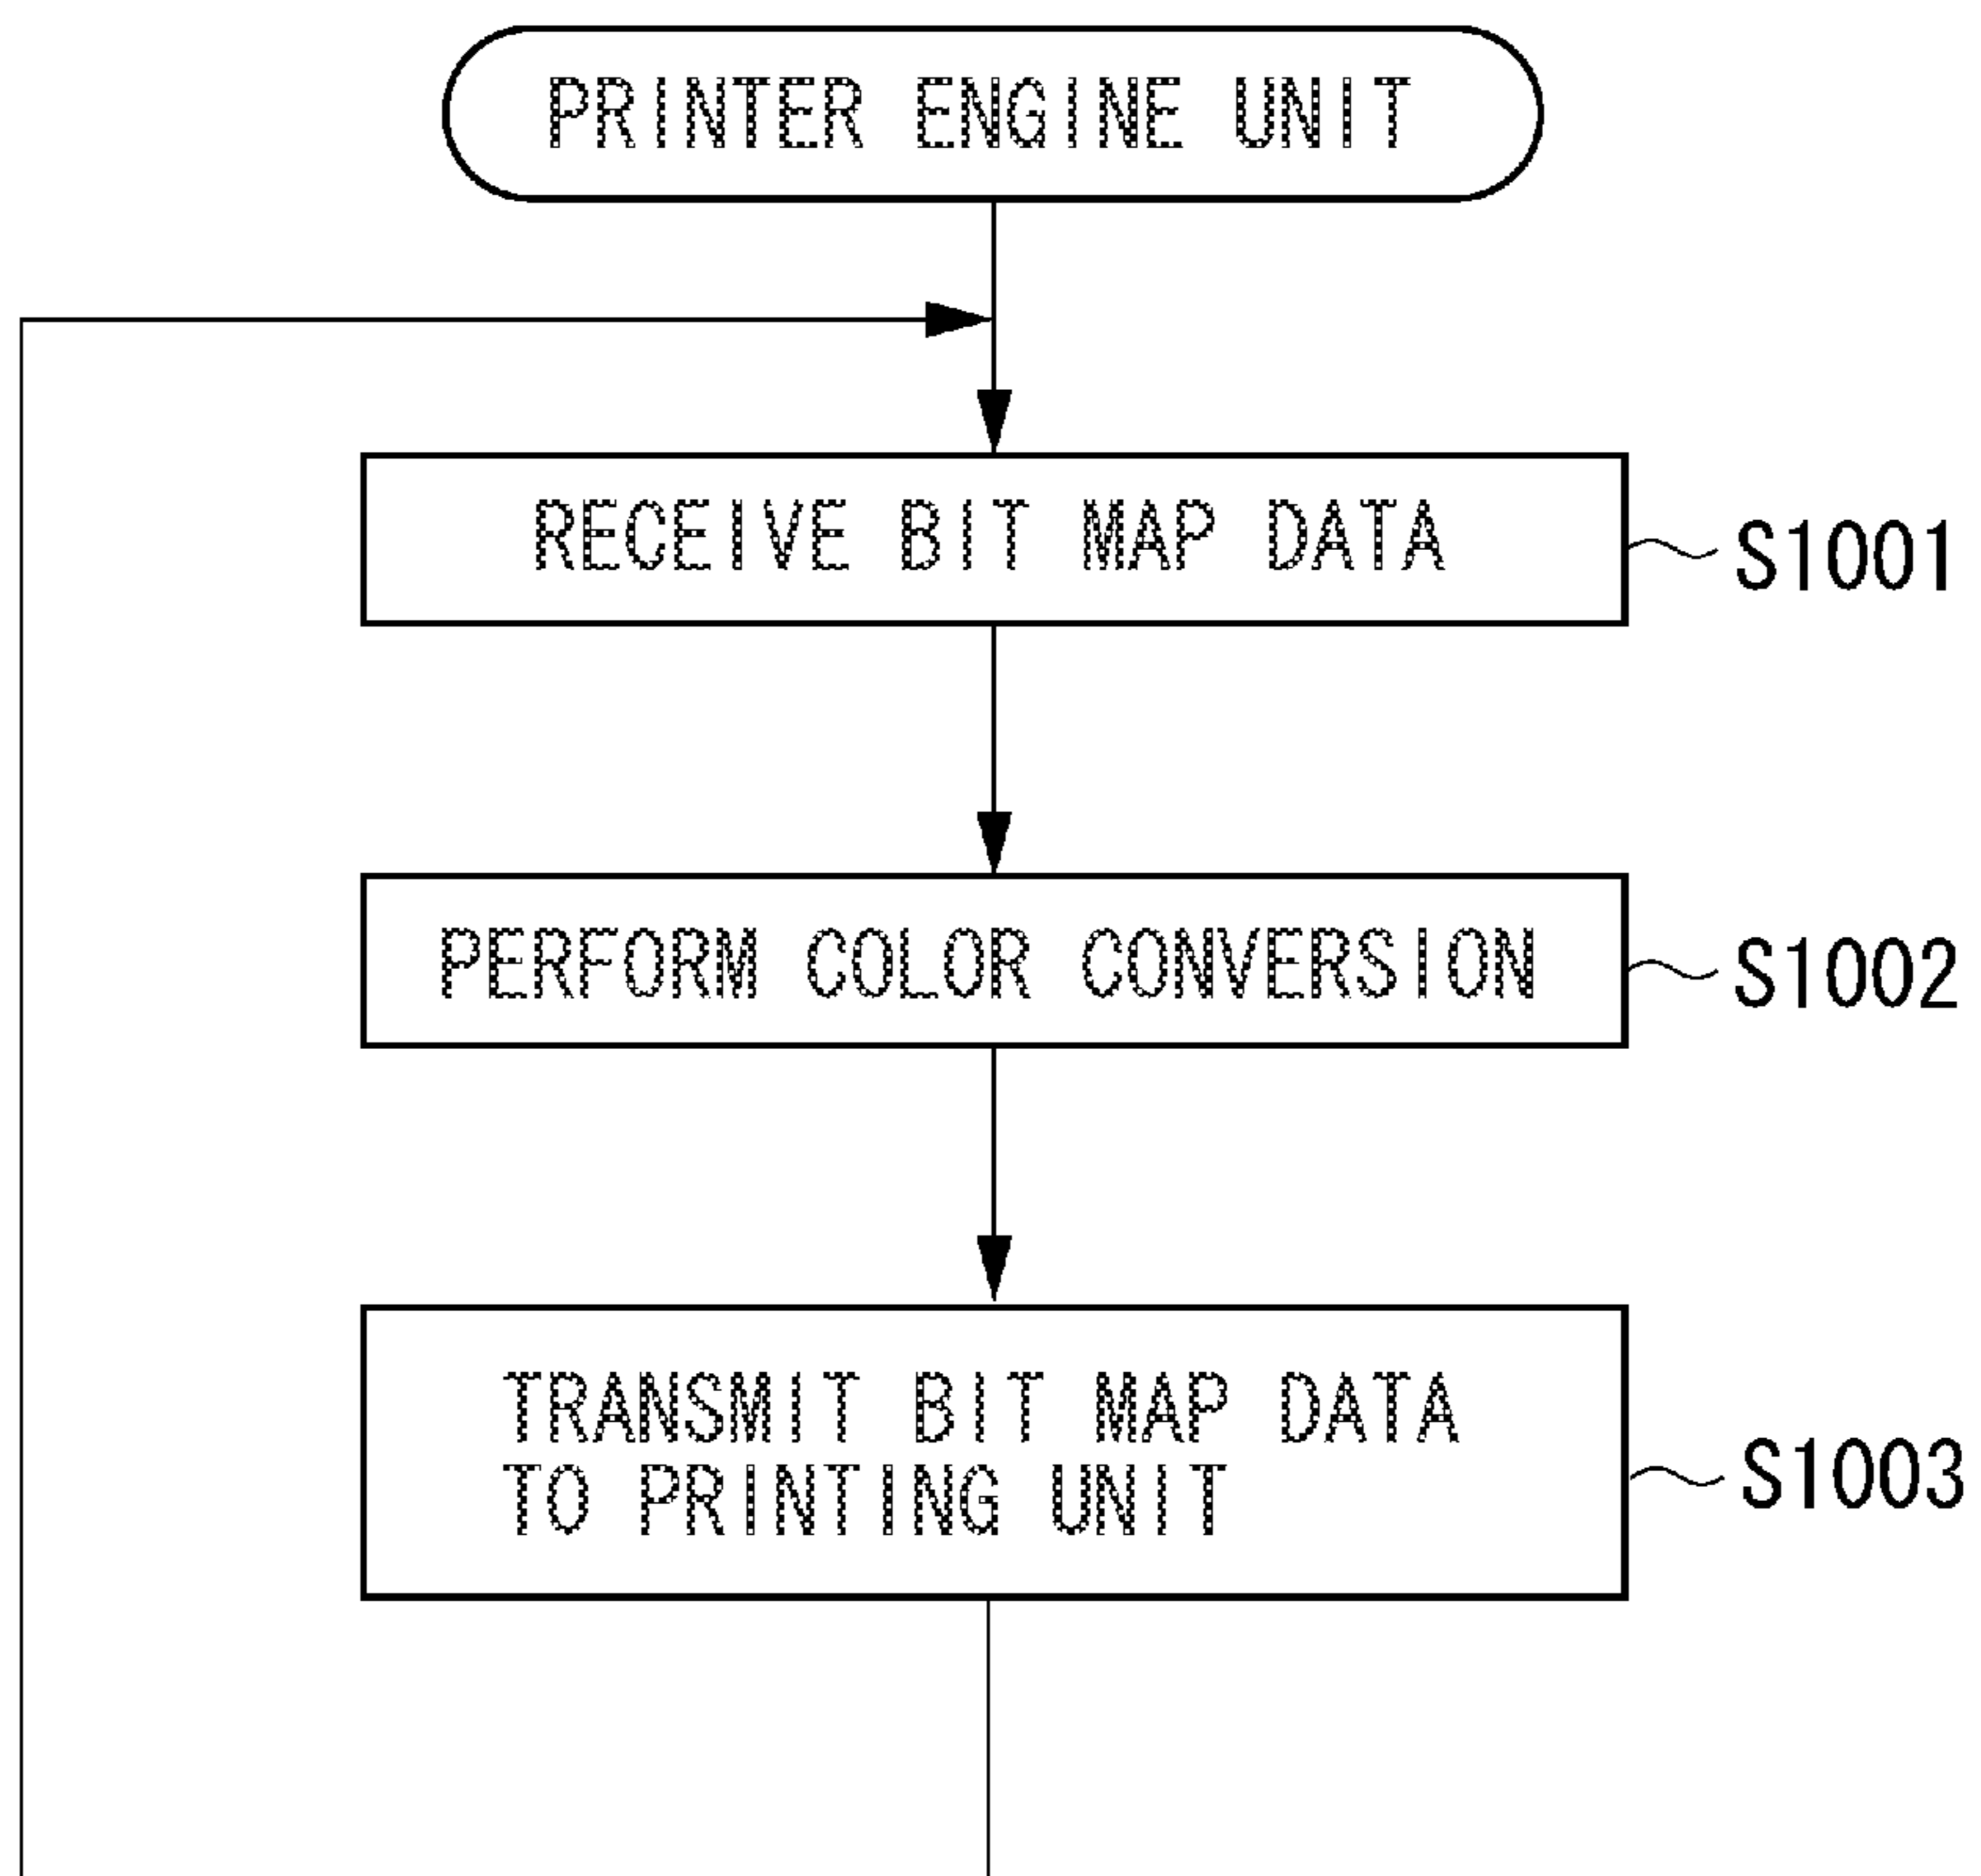 PRINTER ENGINE UNIT
RECEIVE BIT MAP DATA
S1001
PERFORM COLOR CONVERSION
S1002
TRANSMIT BIT MAP DATA
TO PRINTING UNIT
S1003